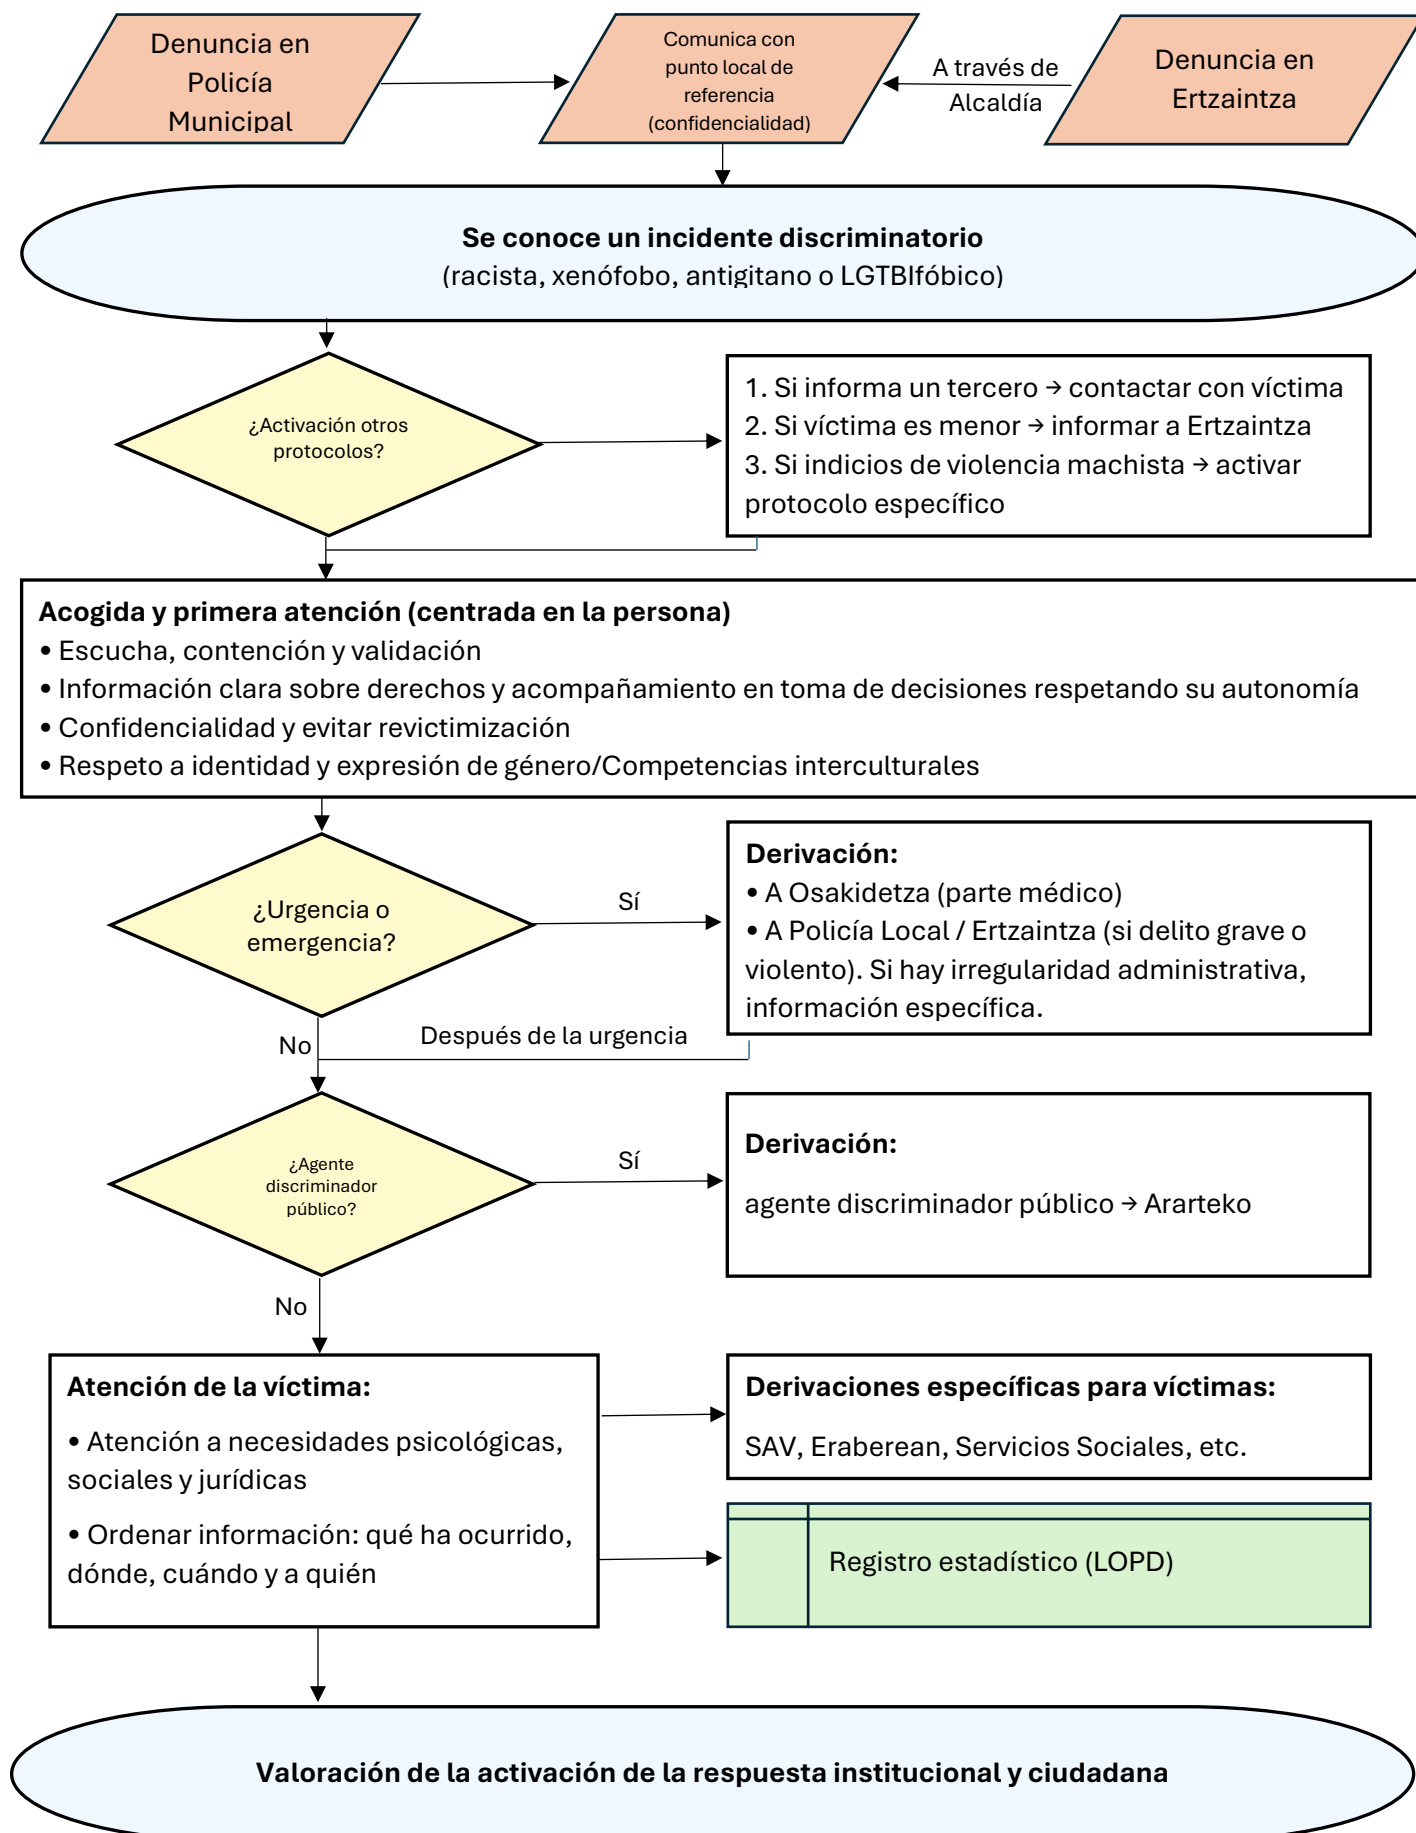 Denuncia en
Policía
Municipal
Comunica con
punto local de
referencia
(confidencialidad)
A través de
Alcaldía
Denuncia en
Ertzaintza
Se conoce un incidente discriminatorio
(racista, xenófobo, antigitano o LGTBIfóbico)
¿Activación otros
protocolos?
1. Si informa un tercero → contactar con víctima
2. Si víctima es menor → informar a Ertzaintza
3. Si indicios de violencia machista → activar
protocolo específico
Acogida y primera atención (centrada en la persona)
• Escucha, contención y validación
• Información clara sobre derechos y acompañamiento en toma de decisiones respetando su autonomía
• Confidencialidad y evitar revictimización
• Respeto a identidad y expresión de género/Competencias interculturales
¿Urgencia o
emergencia?
Sí
Derivación:
• A Osakidetza (parte médico)
• A Policía Local / Ertzaintza (si delito grave o
violento). Si hay irregularidad administrativa,
información específica.
No
Después de la urgencia
¿Agente
discriminador
público?
Sí
Derivación:
agente discriminador público → Ararteko
No
Atención de la víctima:
• Atención a necesidades psicológicas,
sociales y jurídicas
• Ordenar información: qué ha ocurrido,
dónde, cuándo y a quién
Derivaciones específicas para víctimas:
SAV, Eraberean, Servicios Sociales, etc.
Registro estadístico (LOPD)
Valoración de la activación de la respuesta institucional y ciudadana